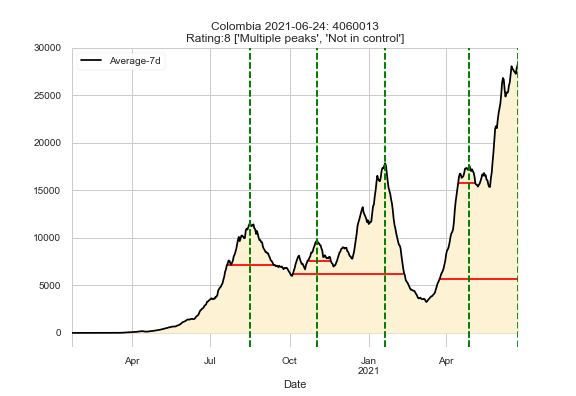 Colombia 2021-06-24: 4060013
Rating:8 ['Multiple peaks', 'Not in control']
Average-7d
30000
25000
20000
15000
10000
5000
0
Apr
Jul
Oct
Jan
2021
Apr
Date